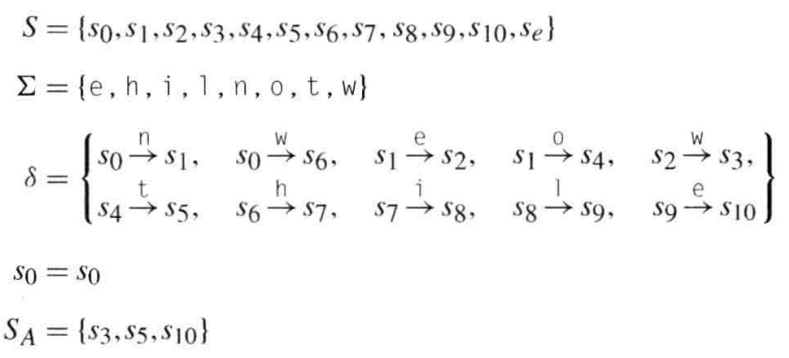 S = {s0,s1,s2,s3,s4,s5,s6,s7, s8,s9,s10,se}
Σ = {e,h,i,l,n,o,t,w}
δ = { s0 n→ s1, s0 w→ s6, s1 e→ s2, s1 o→ s4, s2 w→ s3,
s4 t→ s5, s6 h→ s7, s7 i→ s8, s8 l→ s9, s9 e→ s10 }
s0 = s0
SA = {s3,s5,s10}